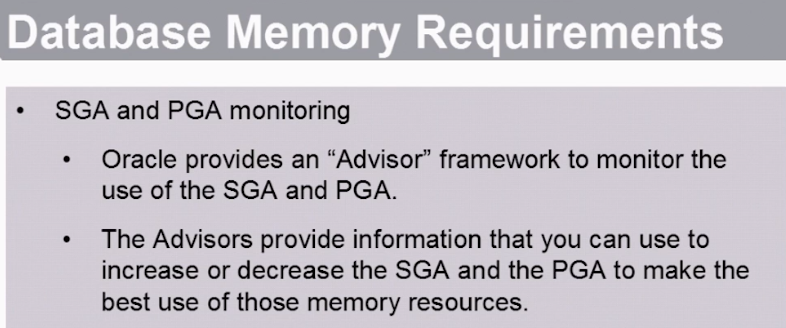 Database Memory Requirements
• SGA and PGA monitoring
• Oracle provides an “Advisor” framework to monitor the
use of the SGA and PGA.
• The Advisors provide information that you can use to
increase or decrease the SGA and the PGA to make the
best use of those memory resources.